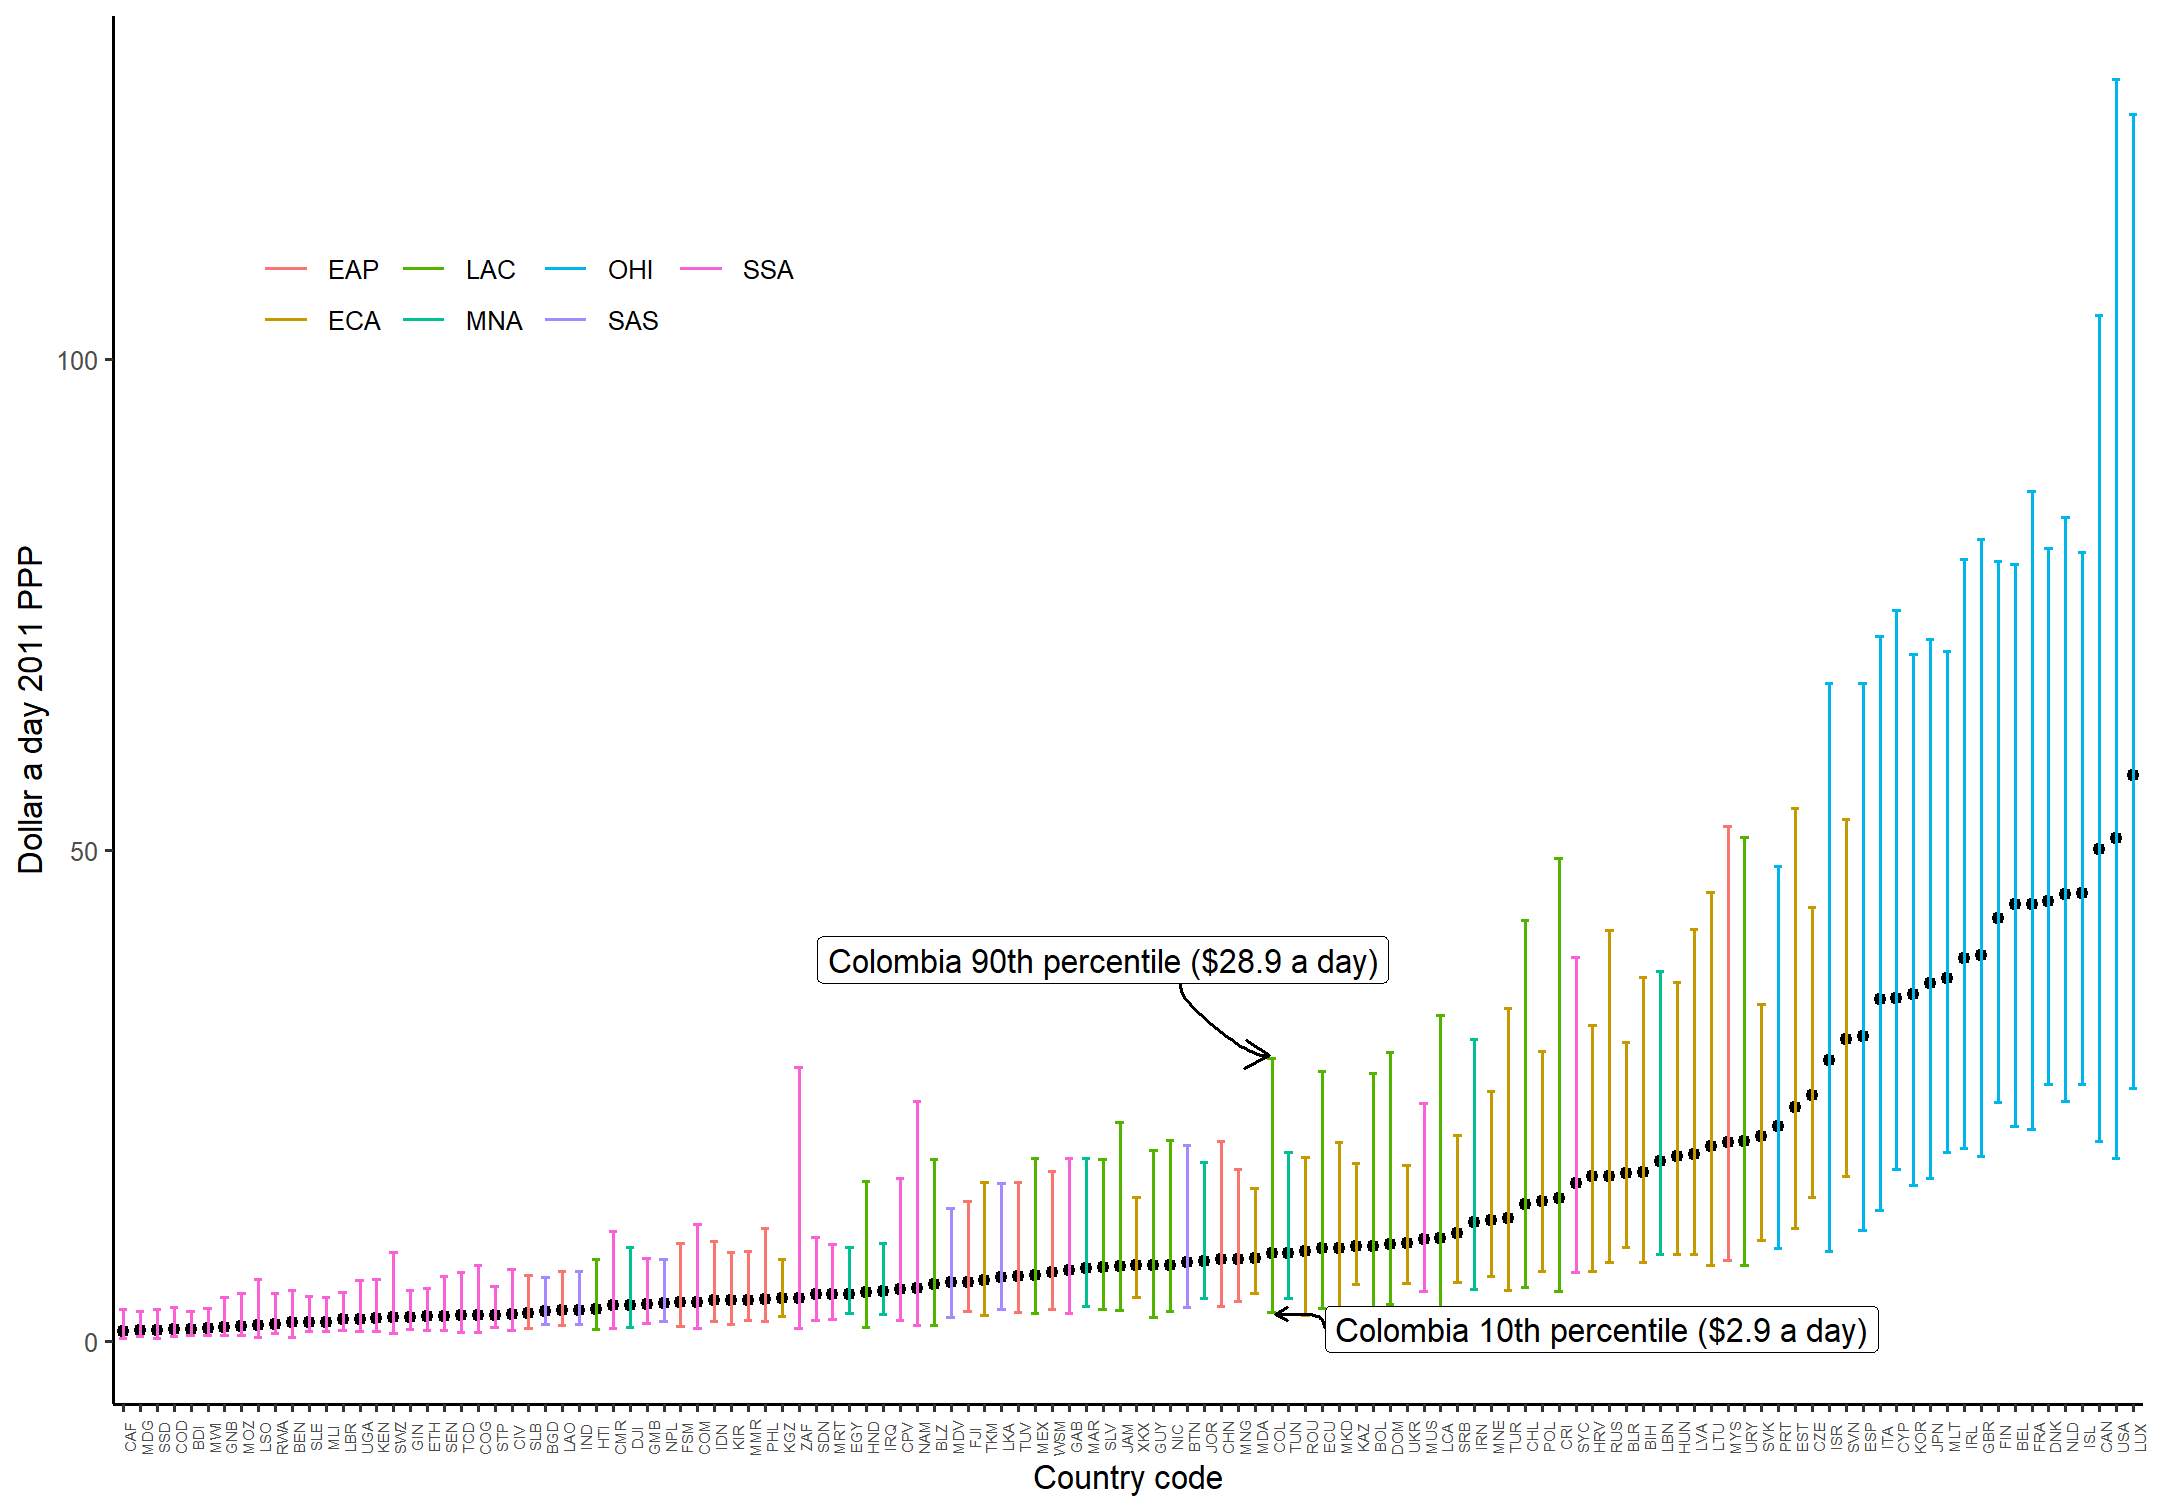 EAP LAC OHI SSA
ECA MNA SAS
100
50
0
Dollar a day 2011 PPP
Colombia 90th percentile ($28.9 a day)
Colombia 10th percentile ($2.9 a day)
CAF MDG SSD COD BDI MWI GNB MOZ LSO RWA BEN SLE MLI LBR UGA KEN SWZ GIN ETH SEN TCD COG STP CIV SLB BGD LAO IND HTI CMR DJI GMB NPL FSM COM IDN KIR MMR PHL KGZ ZAF SDN MRT EGY HND IRQ CPV NAM BLZ MDV FJI TKM LKA TUV MEX WSM GAB MAR SLV JAM XKX GUY NIC BTN JOR CHN MNG MDA COL TUN ROU ECU MKD KAZ BOL DOM UKR MUS LCA SRB IRN MNE TUR CHL POL CRI SYC HRV RUS BLR BIH LBN HUN LVA LTU MYS URY SVK PRT EST CZE ISR SVN ESP ITA CYP KOR JPN MLT IRL GBR FIN BEL FRA DNK NLD ISL CAN USA LUX
Country code